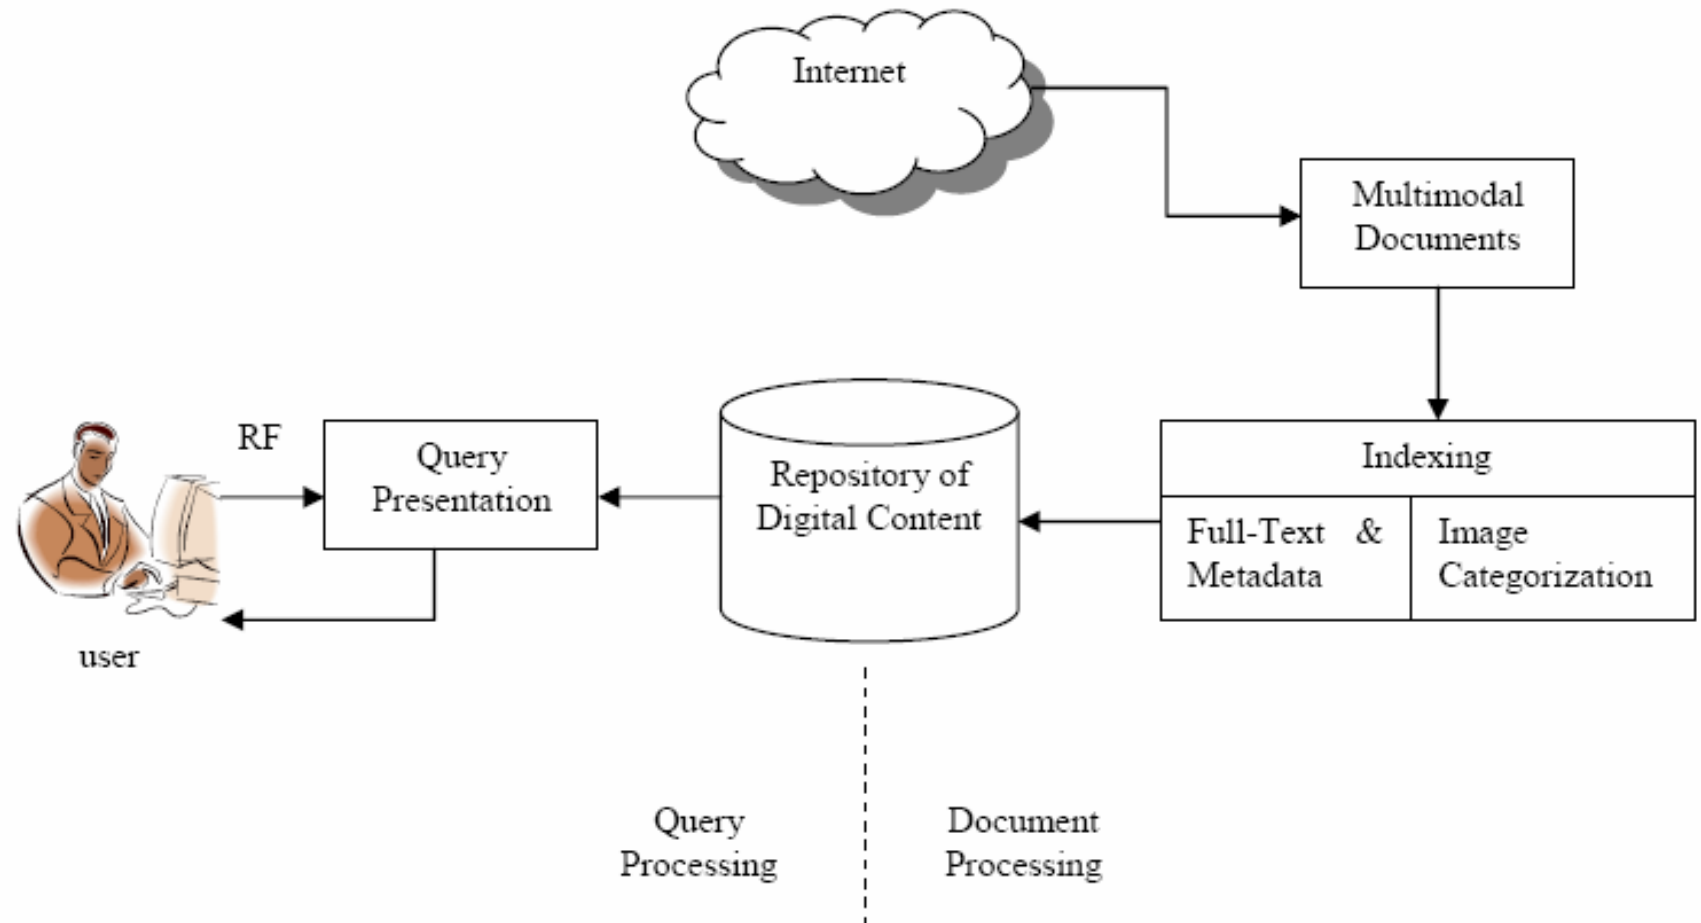 Internet
Multimodal
Documents
RF
Query
Presentation
Repository of
Digital Content
Indexing
Full-Text &
Metadata
Image
Categorization
user
Query
Processing
Document
Processing